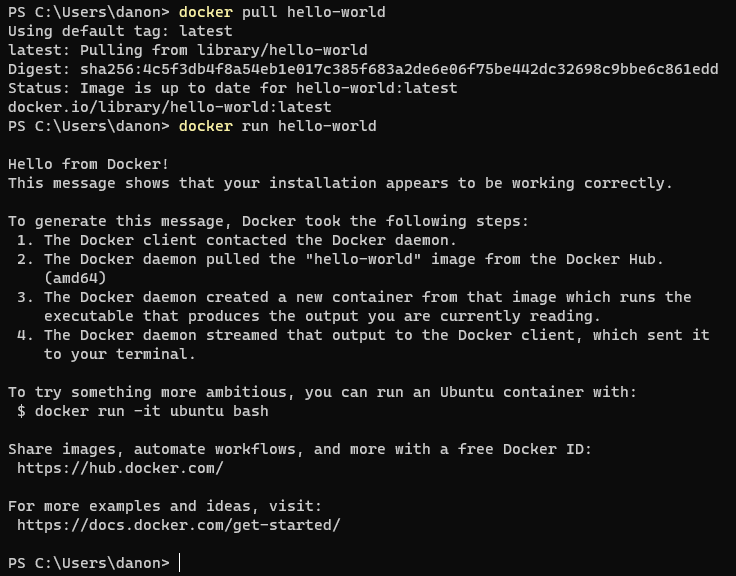 PS C:\Users\danon> docker pull hello-world
Using default tag: latest
latest: Pulling from library/hello-world
Digest: sha256:4c5f3db4f8a54eb1e017c385f683a2de6e06f75be442dc32698c9bbe6c861edd
Status: Image is up to date for hello-world:latest
docker.io/library/hello-world:latest
PS C:\Users\danon> docker run hello-world

Hello from Docker!
This message shows that your installation appears to be working correctly.

To generate this message, Docker took the following steps:
 1. The Docker client contacted the Docker daemon.
 2. The Docker daemon pulled the "hello-world" image from the Docker Hub.
    (amd64)
 3. The Docker daemon created a new container from that image which runs the
    executable that produces the output you are currently reading.
 4. The Docker daemon streamed that output to the Docker client, which sent it
    to your terminal.

To try something more ambitious, you can run an Ubuntu container with:
 $ docker run -it ubuntu bash

Share images, automate workflows, and more with a free Docker ID:
 https://hub.docker.com/

For more examples and ideas, visit:
 https://docs.docker.com/get-started/

PS C:\Users\danon>